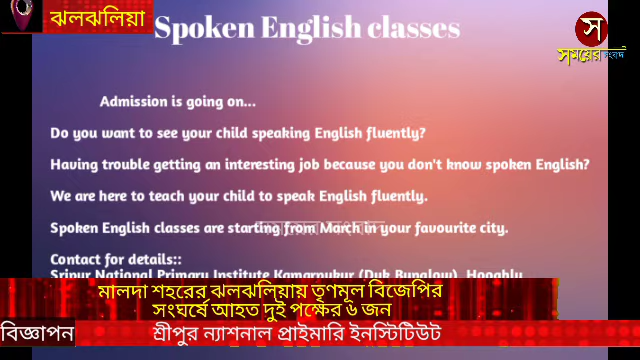 ঝলঝলিয়া
Spoken English classes
স
সময়ের সংবাদ
Admission is going on...
Do you want to see your child speaking English fluently?
Having trouble getting an interesting job because you don't know spoken English?
We are here to teach your child to speak English fluently.
Spoken English classes are starting from March in your favourite city.
Contact for details::
Sripur National Primary Institute Kamarpukur (Duk Bunalow), Hooghly
মালদা শহরের ঝলঝলিয়ায় তৃণমূল বিজেপির
সংঘর্ষে আহত দুই পক্ষের ৬ জন
বিজ্ঞাপন
শ্রীপুর ন্যাশনাল প্রাইমারি ইনস্টিটিউট